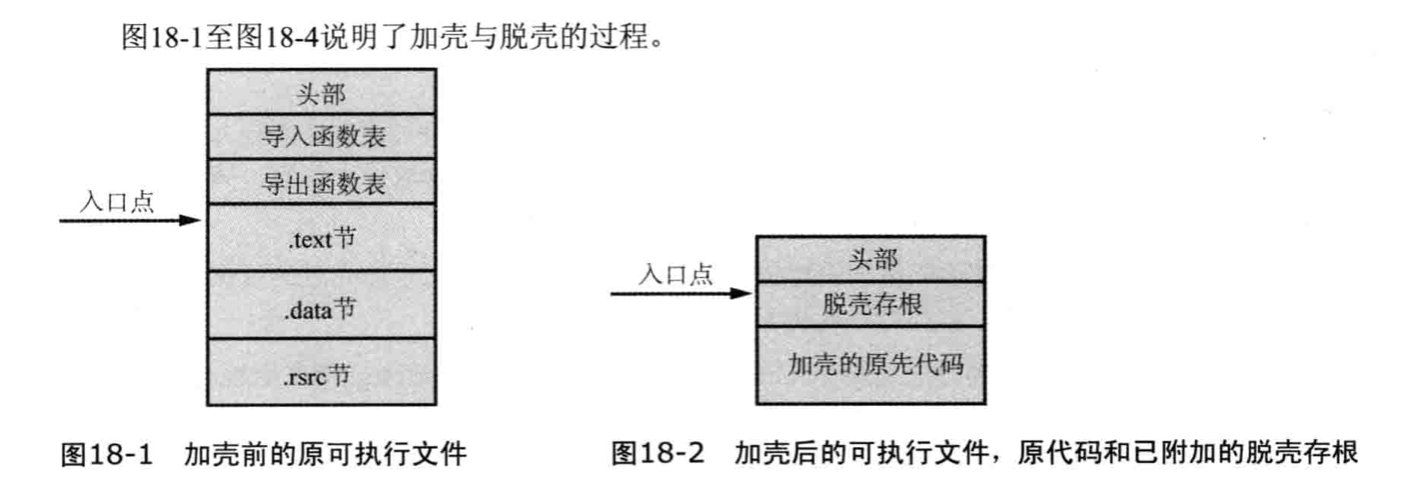 图18-1至图18-4说明了加壳与脱壳的过程。
头部
导入函数表
导出函数表
入口点
.text节
.data节
.rsrc节
头部
入口点
脱壳存根
加壳的原先代码
图18-1 加壳前的原可执行文件
图18-2 加壳后的可执行文件，原代码和已附加的脱壳存根